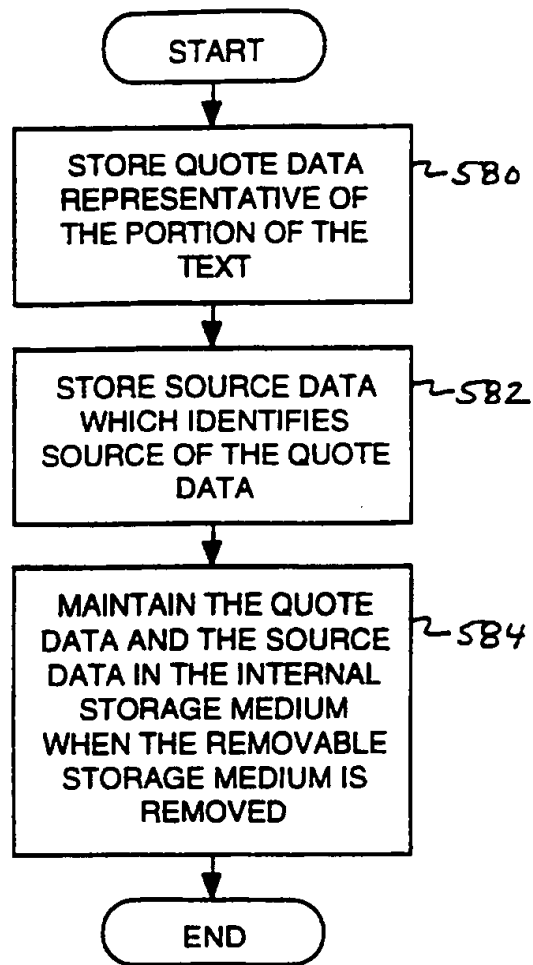 START
STORE QUOTE DATA
REPRESENTATIVE OF
THE PORTION OF THE
TEXT
580
STORE SOURCE DATA
WHICH IDENTIFIES
SOURCE OF THE QUOTE
DATA
582
MAINTAIN THE QUOTE
DATA AND THE SOURCE
DATA IN THE INTERNAL
STORAGE MEDIUM
WHEN THE REMOVABLE
STORAGE MEDIUM IS
REMOVED
584
END